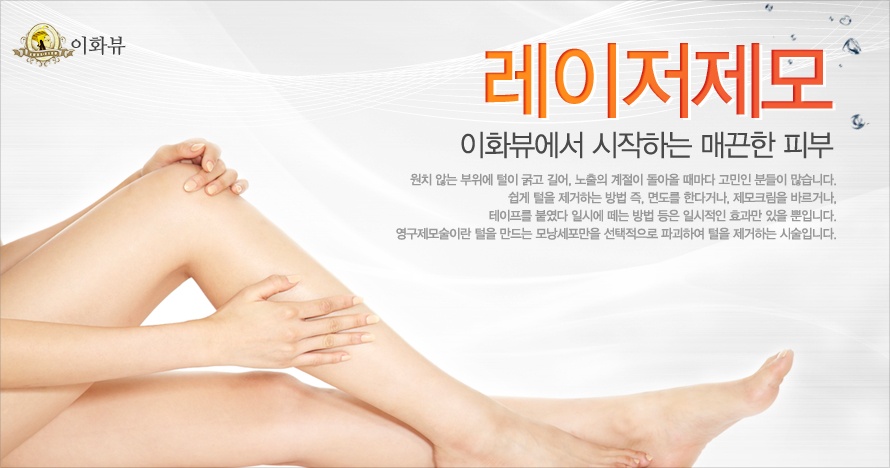 이화뷰
레이저제모
이화뷰에서 시작하는 매끈한 피부
원치 않는 부위에 털이 굵고 길어, 노출의 계절이 돌아올 때마다 고민인 분들이 많습니다.
쉽게 털을 제거하는 방법 즉, 면도를 한다거나, 제모크림을 바르거나,
테이프를 붙였다 일시에 떼는 방법 등은 일시적인 효과만 있을 뿐입니다.
영구제모술이란 털을 만드는 모낭세포만을 선택적으로 파괴하여 털을 제거하는 시술입니다.